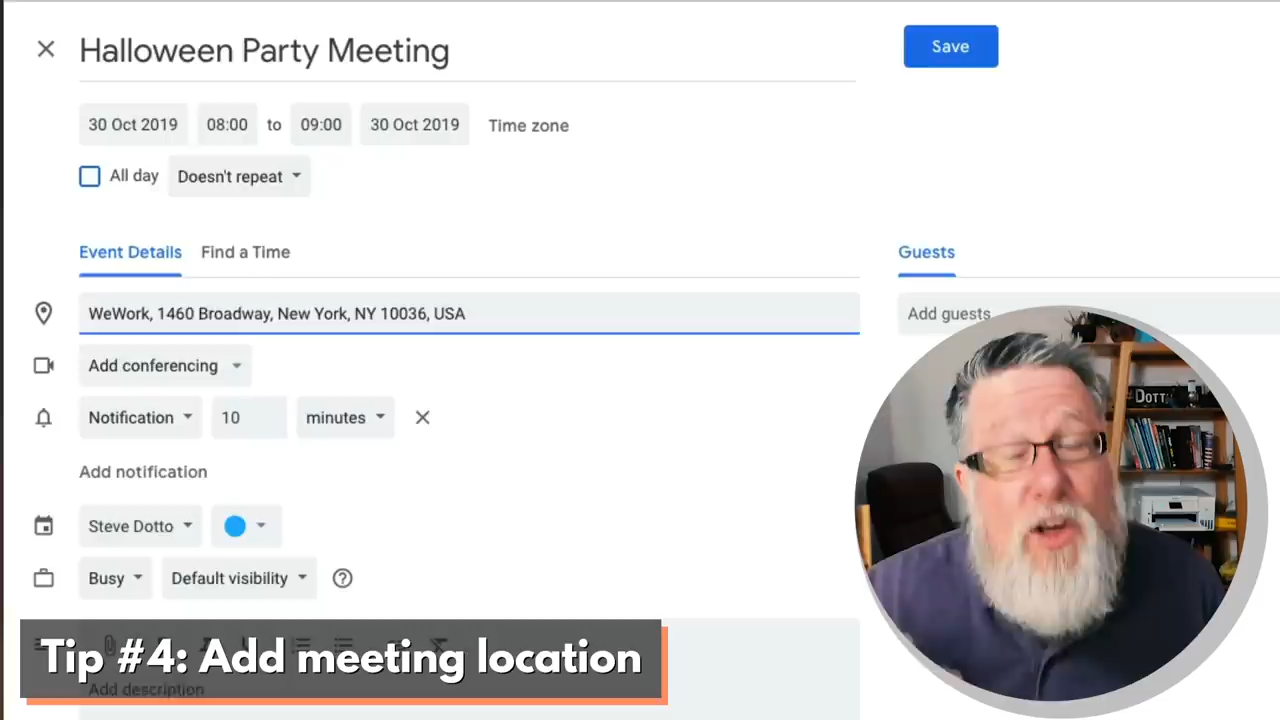 Halloween Party Meeting
Save
30 Oct 2019 08:00 to 09:00 30 Oct 2019 Time zone
All day Doesn't repeat
Event Details Find a Time
Guests
WeWork, 1460 Broadway, New York, NY 10036, USA
Add guests
Add conferencing
Notification 10 minutes
Add notification
Steve Dotto
Busy Default visibility
Tip #4: Add meeting location
Add description
DOTT